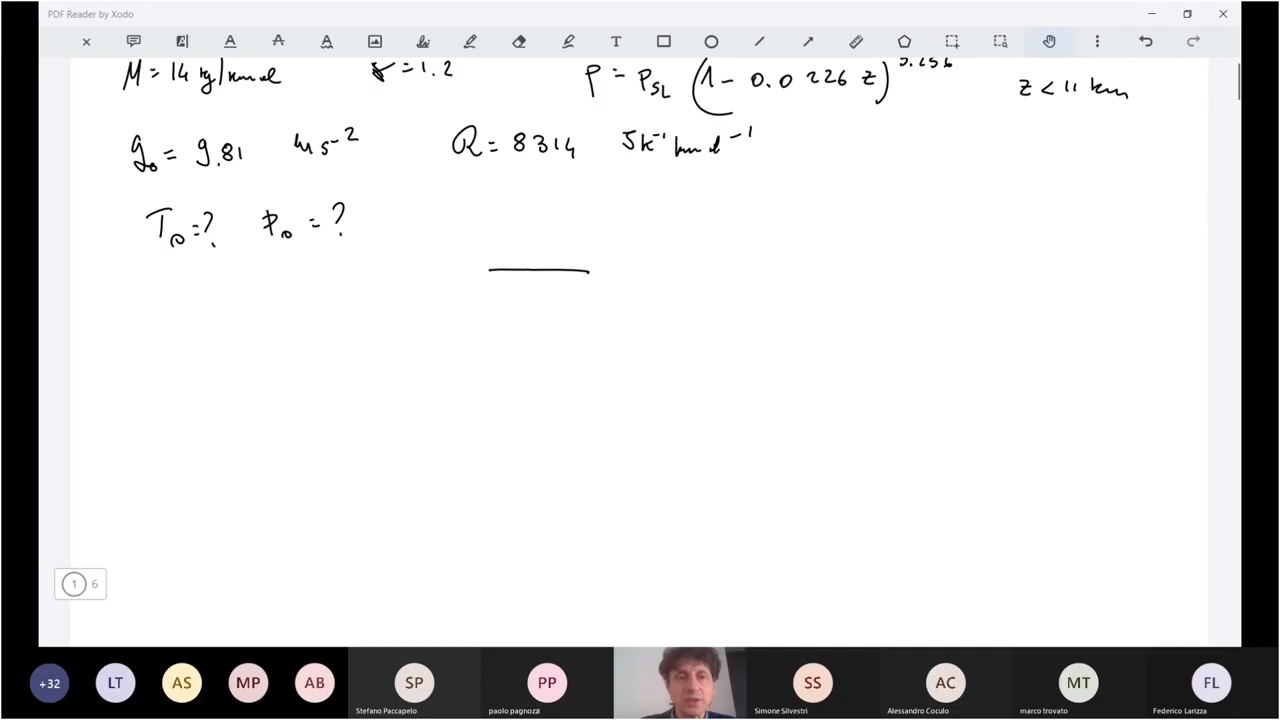 PDF Reader by Xodo
M = 14 kg/kmol γ = 1.2 p = p_SL (1 - 0.0226 z)^5.256 z < 11 km
g₀ = 9.81 m s⁻² R = 8314 J K⁻¹ kmol⁻¹
T₀ = ? p₀ = ?
1 6
+32 LT AS MP AB SP PP SS AC MT FL
Stefano Paccapelo paolo pagnozzi Simone Silvestri Alessandro Coculo marco trovato Federico Larizza